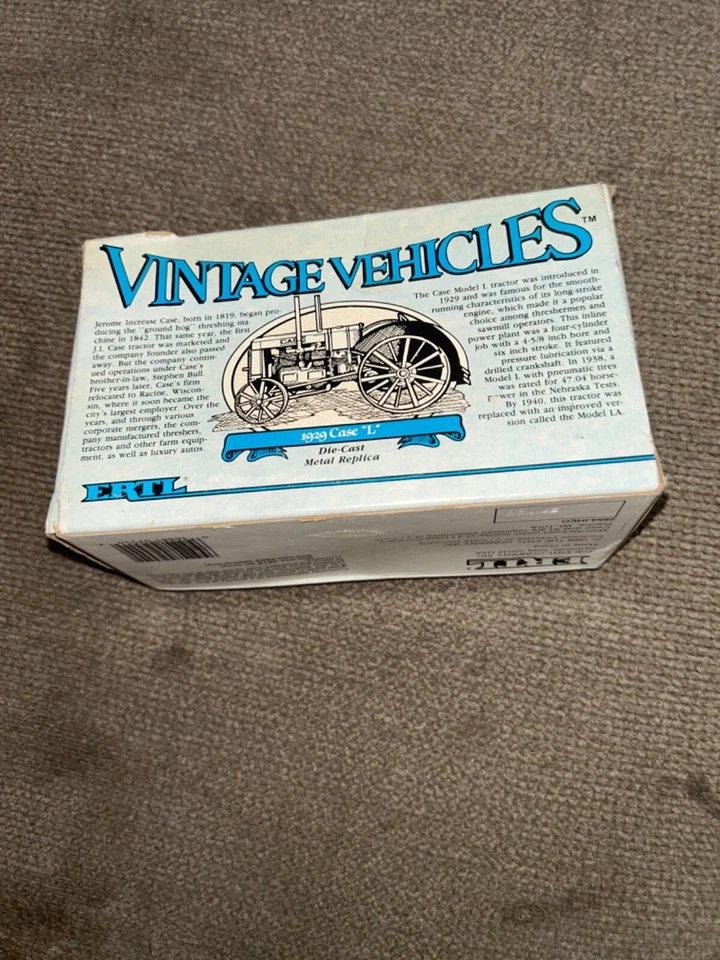 VINTAGE VEHICLES™
Jerome Increase Case, born in 1819, began pro-
ducing the "ground hog" threshing ma
chine in 1842. That same year, the first
J.I. Case tractor was marketed and
the company founder also passed
away. But the company contin-
ued operations under Case's
brother-in-law, Stephen Bull.
Five years later, Case's firm
relocated to Racine, Wiscon-
sin, where it soon became the
city's largest employer. Over the
years, and through various
corporate mergers, the com-
pany manufactured threshers,
tractors and other farm equip-
ment, as well as luxury autos.
The Case Model L tractor was introduced in
1929 and was famous for the smooth-
running characteristics of its long-stroke
engine, which made it a popular
choice among threshermen and
sawmill operators. This inline
power plant was a four-cylinder
job with a 4-5/8 inch bore and
six inch stroke. It featured
pressure lubrication via a
drilled crankshaft. In 1938, a
Model L with pneumatic tires
was rated for 47.04 horse-
power in the Nebraska Tests.
By 1940, this tractor was
replaced with an improved ver-
sion called the Model LA.
1929 Case "L"
Die-Cast
Metal Replica
ERTL
ERTL